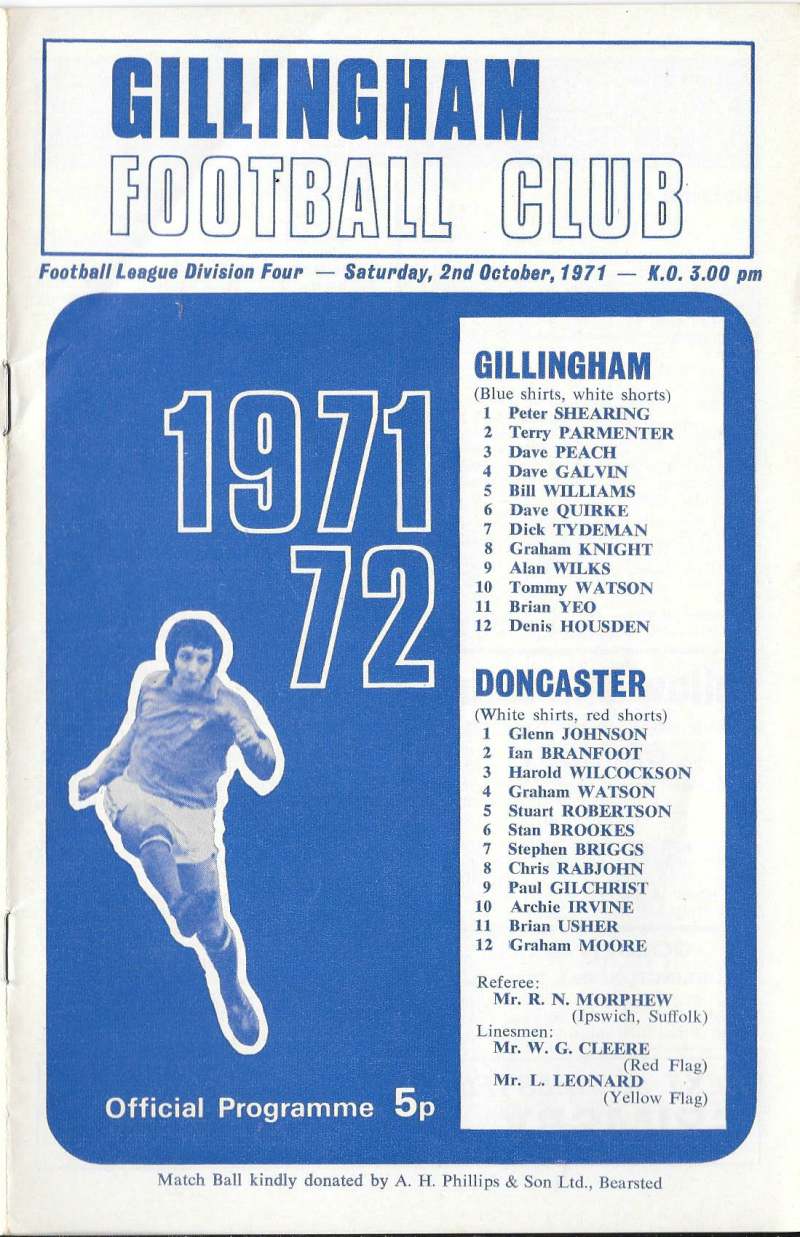 GILLINGHAM
FOOTBALL CLUB
Football League Division Four — Saturday, 2nd October, 1971 — K.O. 3.00 pm
1971
72
GILLINGHAM
(Blue shirts, white shorts)
1 Peter SHEARING
2 Terry PARMENTER
3 Dave PEACH
4 Dave GALVIN
5 Bill WILLIAMS
6 Dave QUIRKE
7 Dick TYDEMAN
8 Graham KNIGHT
9 Alan WILKS
10 Tommy WATSON
11 Brian YEO
12 Denis HOUSDEN
DONCASTER
(White shirts, red shorts)
1 Glenn JOHNSON
2 Ian BRANFOOT
3 Harold WILCOCKSON
4 Graham WATSON
5 Stuart ROBERTSON
6 Stan BROOKES
7 Stephen BRIGGS
8 Chris RABJOHN
9 Paul GILCHRIST
10 Archie IRVINE
11 Brian USHER
12 Graham MOORE
Referee:
Mr. R. N. MORPHEW
(Ipswich, Suffolk)
Linesmen:
Mr. W. G. CLEERE
(Red Flag)
Mr. L. LEONARD
(Yellow Flag)
Official Programme 5p
Match Ball kindly donated by A. H. Phillips & Son Ltd., Bearsted